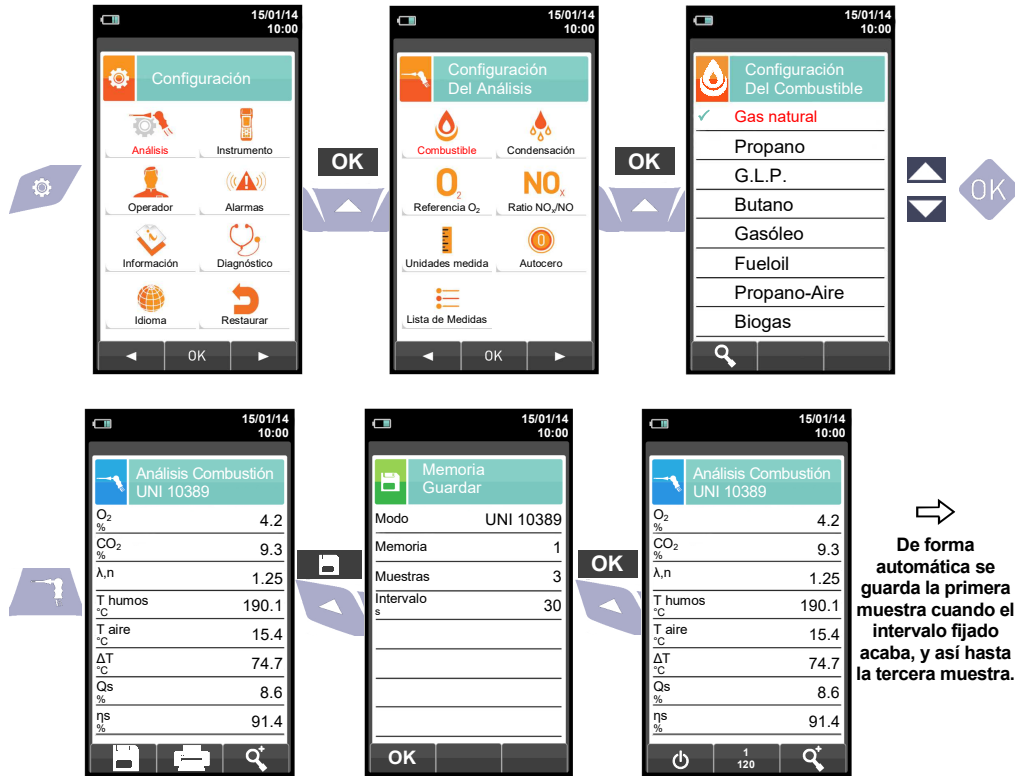 15/01/14
10:00
Configuración
Análisis
Instrumento
Operador
Alarmas
Información
Diagnóstico
Idioma
Restaurar
◄ OK ►
OK
15/01/14
10:00
Configuración
Del Análisis
Combustible
Condensación
O2
NOx
Referencia O2
Ratio NOx/NO
Unidades medida
0
Autocero
Lista de Medidas
◄ OK ►
OK
15/01/14
10:00
Configuración
Del Combustible
✓ Gas natural
Propano
G.L.P.
Butano
Gasóleo
Fueloil
Propano-Aire
Biogas
OK
15/01/14
10:00
Análisis Combustión
UNI 10389
O2
% 4.2
CO2
% 9.3
λ,n 1.25
T humos
°C 190.1
T aire
°C 15.4
ΔT
°C 74.7
Qs
% 8.6
ηs
% 91.4
15/01/14
10:00
Memoria
Guardar
Modo UNI 10389
Memoria 1
Muestras 3
Intervalo
s 30
OK
OK
15/01/14
10:00
Análisis Combustión
UNI 10389
O2
% 4.2
CO2
% 9.3
λ,n 1.25
T humos
°C 190.1
T aire
°C 15.4
ΔT
°C 74.7
Qs
% 8.6
ηs
% 91.4
1
120
De forma
automática se
guarda la primera
muestra cuando el
intervalo fijado
acaba, y así hasta
la tercera muestra.